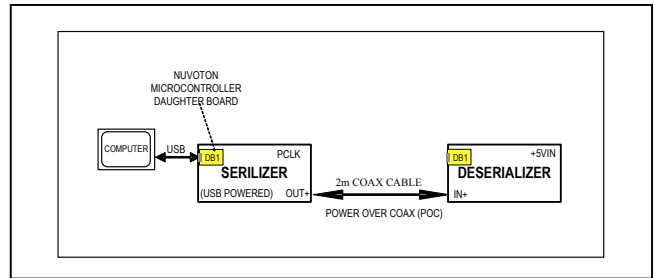 NUVOTON
MICROCONTROLLER
DAUGHTER BOARD
COMPUTER
USB
DB1
PCLK
SERILIZER
(USB POWERED) OUT+
2m COAX CABLE
POWER OVER COAX (POC)
DB1
+5VIN
DESERIALIZER
IN+